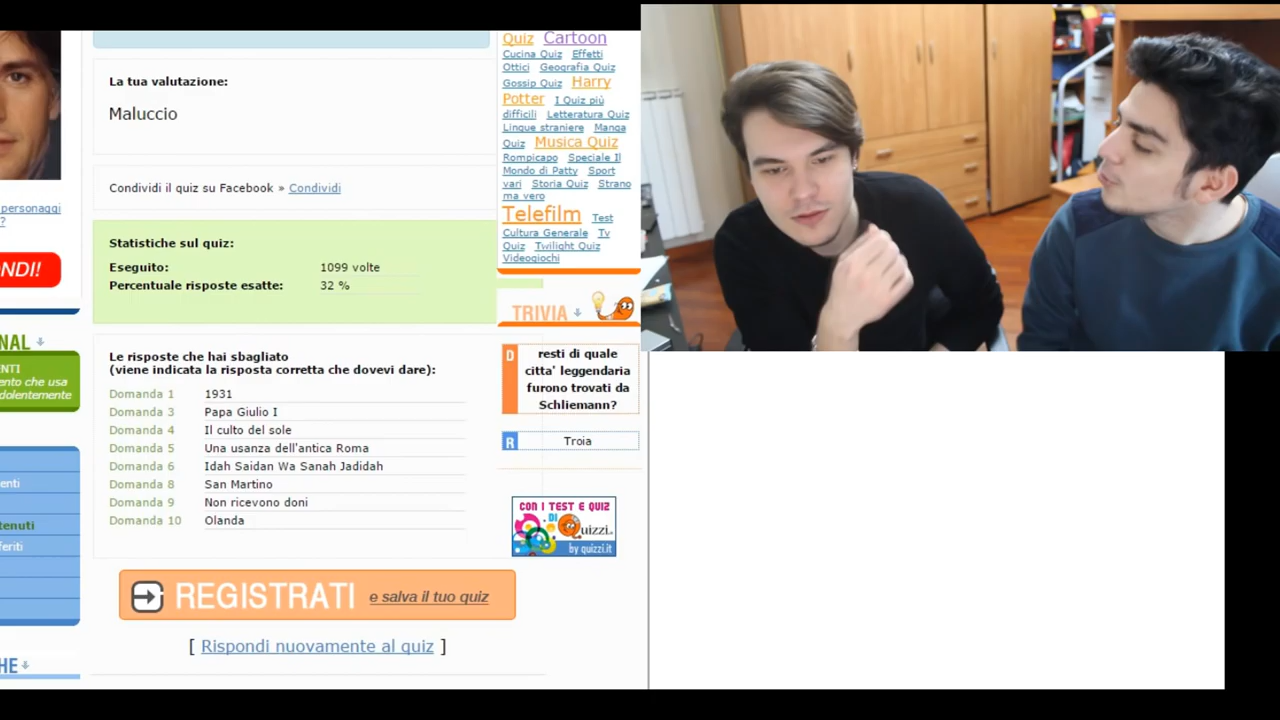 La tua valutazione:
Maluccio
Condividi il quiz su Facebook » Condividi
Statistiche sul quiz:
Eseguito: 1099 volte
Percentuale risposte esatte: 32 %
Le risposte che hai sbagliato
(viene indicata la risposta corretta che dovevi dare):
Domanda 1 1931
Domanda 3 Papa Giulio I
Domanda 4 Il culto del sole
Domanda 5 Una usanza dell'antica Roma
Domanda 6 Idah Saidan Wa Sanah Jadidah
Domanda 8 San Martino
Domanda 9 Non ricevono doni
Domanda 10 Olanda
REGISTRATI e salva il tuo quiz
[ Rispondi nuovamente al quiz ]
personaggi
?
NDI!
NAL
ENTI
ento che usa
dolentemente
enti
tenuti
feriti
HE
Quiz Cartoon
Cucina Quiz Effetti
Ottici Geografia Quiz
Gossip Quiz Harry
Potter I Quiz più
difficili Letteratura Quiz
Lingue straniere Manga
Quiz Musica Quiz
Rompicapo Speciale Il
Mondo di Patty Sport
vari Storia Quiz Strano
ma vero
Telefilm Test
Cultura Generale Tv
Quiz Twilight Quiz
Videogiochi
TRIVIA
D resti di quale
citta' leggendaria
furono trovati da
Schliemann?
R Troia
CON I TEST E QUIZ
DI
Quizzi.it
by quizzi.it